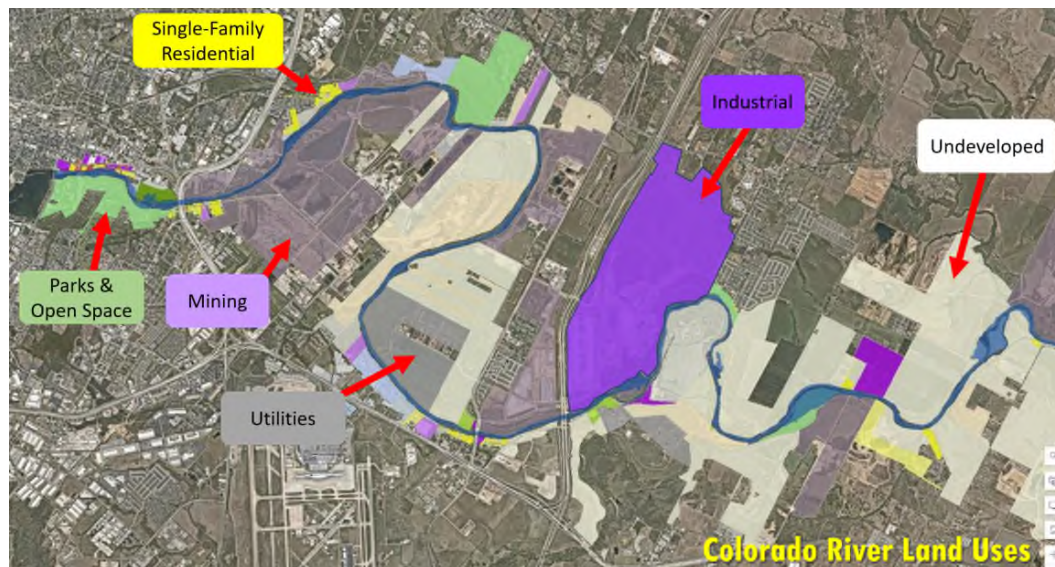 Single-Family
Residential
Industrial
Undeveloped
Parks &
Open Space
Mining
Utilities
Colorado River Land Uses